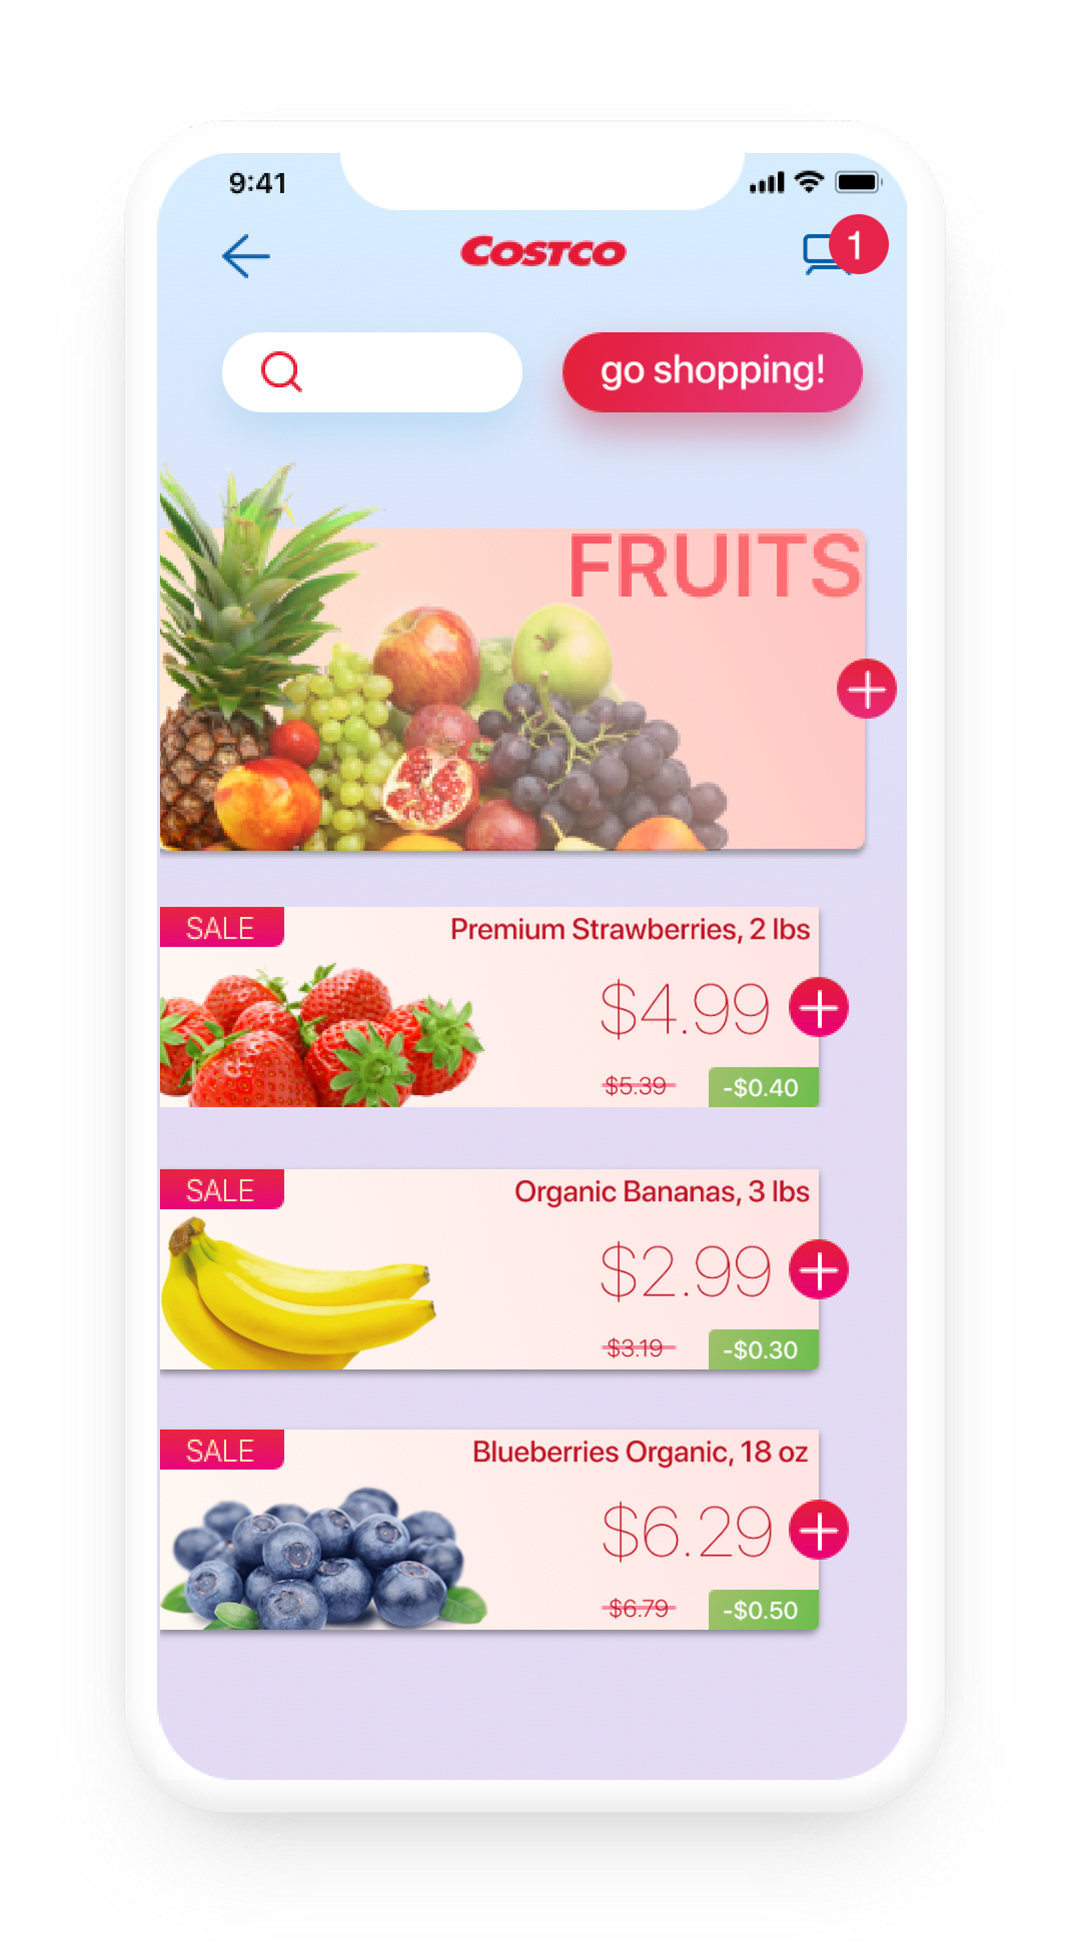 9:41
COSTCO
1
go shopping!
FRUITS
SALE
Premium Strawberries, 2 lbs
$4.99
$5.39
-$0.40
SALE
Organic Bananas, 3 lbs
$2.99
$3.19
-$0.30
SALE
Blueberries Organic, 18 oz
$6.29
$6.79
-$0.50